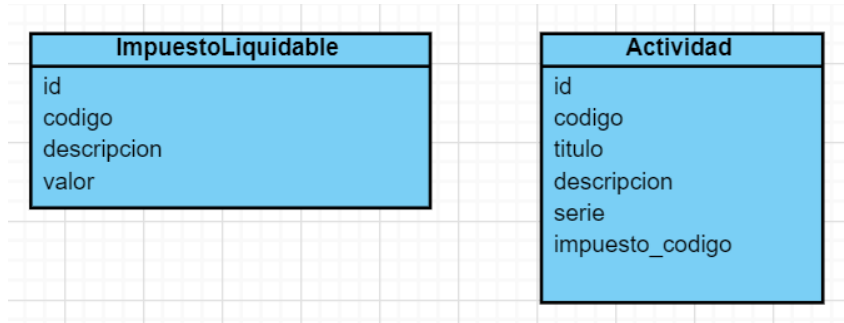 ImpuestoLiquidable
id
codigo
descripcion
valor
Actividad
id
codigo
titulo
descripcion
serie
impuesto_codigo